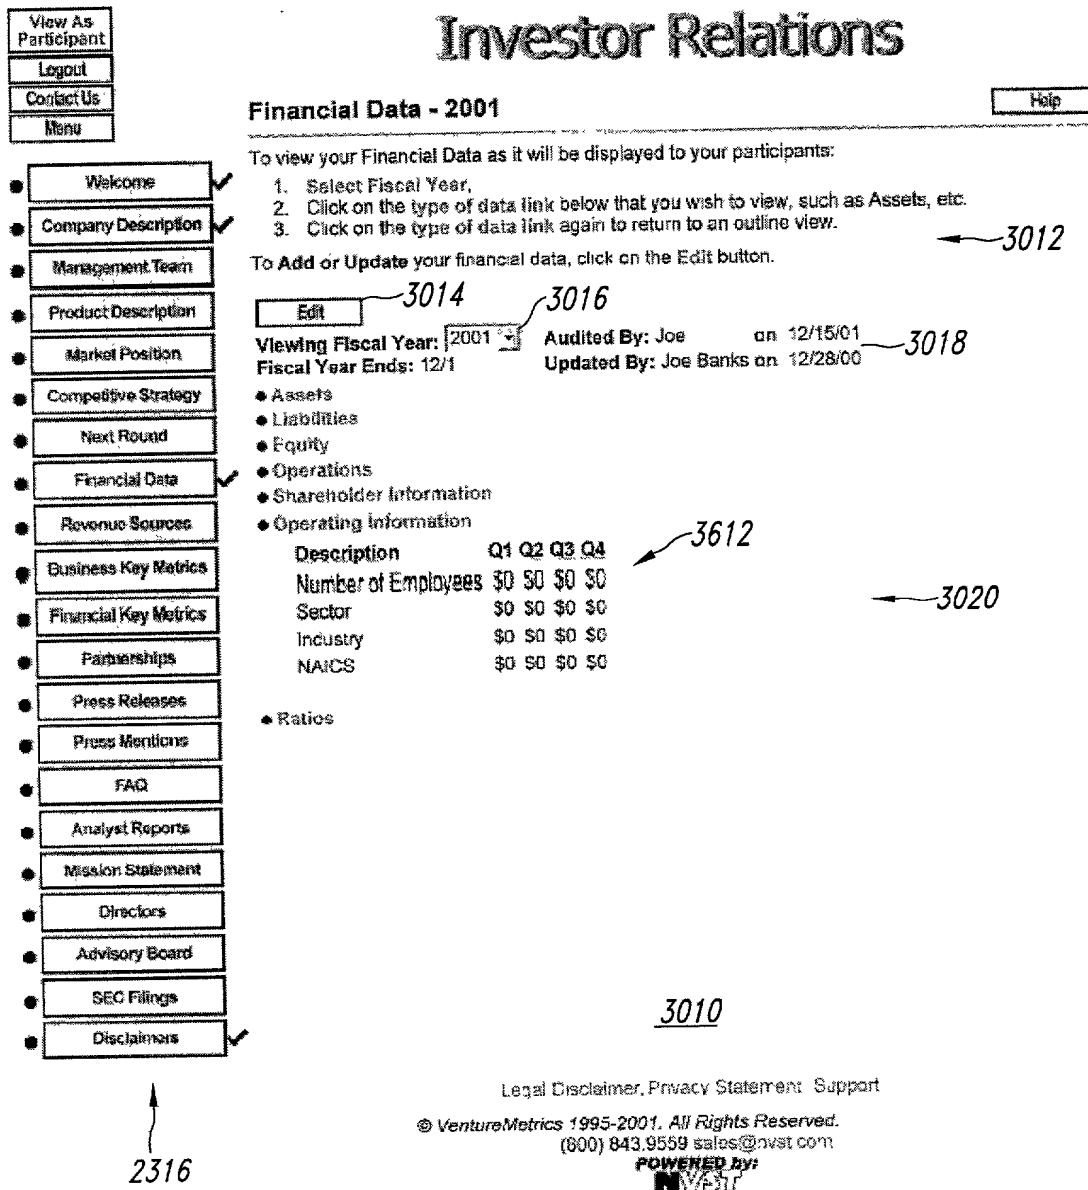 View As
Participant
Logout
Contact Us
Menu
Investor Relations
Financial Data - 2001
Help
To view your Financial Data as it will be displayed to your participants:
1. Select Fiscal Year,
2. Click on the type of data link below that you wish to view, such as Assets, etc.
3. Click on the type of data link again to return to an outline view.
3012
To Add or Update your financial data, click on the Edit button.
Edit
3014
3016
Viewing Fiscal Year: 2001
Audited By: Joe on 12/15/01
3018
Fiscal Year Ends: 12/1
Updated By: Joe Banks on 12/28/00
Assets
Liabilities
Equity
Operations
Shareholder Information
Operating Information
3612
Description Q1 Q2 Q3 Q4
Number of Employees $0 $0 $0 $0
Sector $0 $0 $0 $0
Industry $0 $0 $0 $0
NAICS $0 $0 $0 $0
3020
Ratios
Welcome
Company Description
Management Team
Product Description
Market Position
Competitive Strategy
Next Round
Financial Data
Revenue Sources
Business Key Metrics
Financial Key Metrics
Partnerships
Press Releases
Press Mentions
FAQ
Analyst Reports
Mission Statement
Directors
Advisory Board
SEC Filings
Disclaimers
2316
3010
Legal Disclaimer, Privacy Statement Support
© VentureMetrics 1995-2001. All Rights Reserved.
(800) 843.9559 sales@nvst.com
POWERED by:
NVST